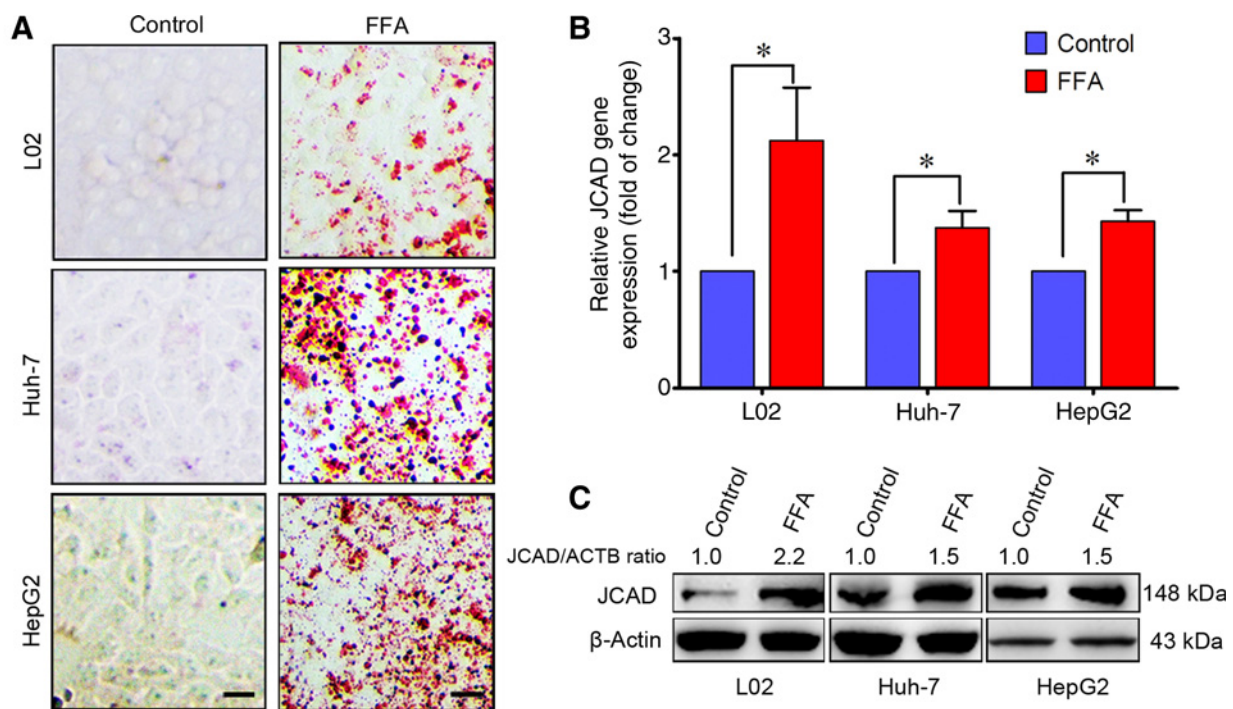 A
Control
FFA
L02
Huh-7
HepG2
B
Relative JCAD gene
expression (fold of change)
3
2
1
0
Control
FFA
*
*
*
L02
Huh-7
HepG2
C
Control
FFA
Control
FFA
Control
FFA
JCAD/ACTB ratio
1.0
2.2
1.0
1.5
1.0
1.5
JCAD
148 kDa
β-Actin
43 kDa
L02
Huh-7
HepG2